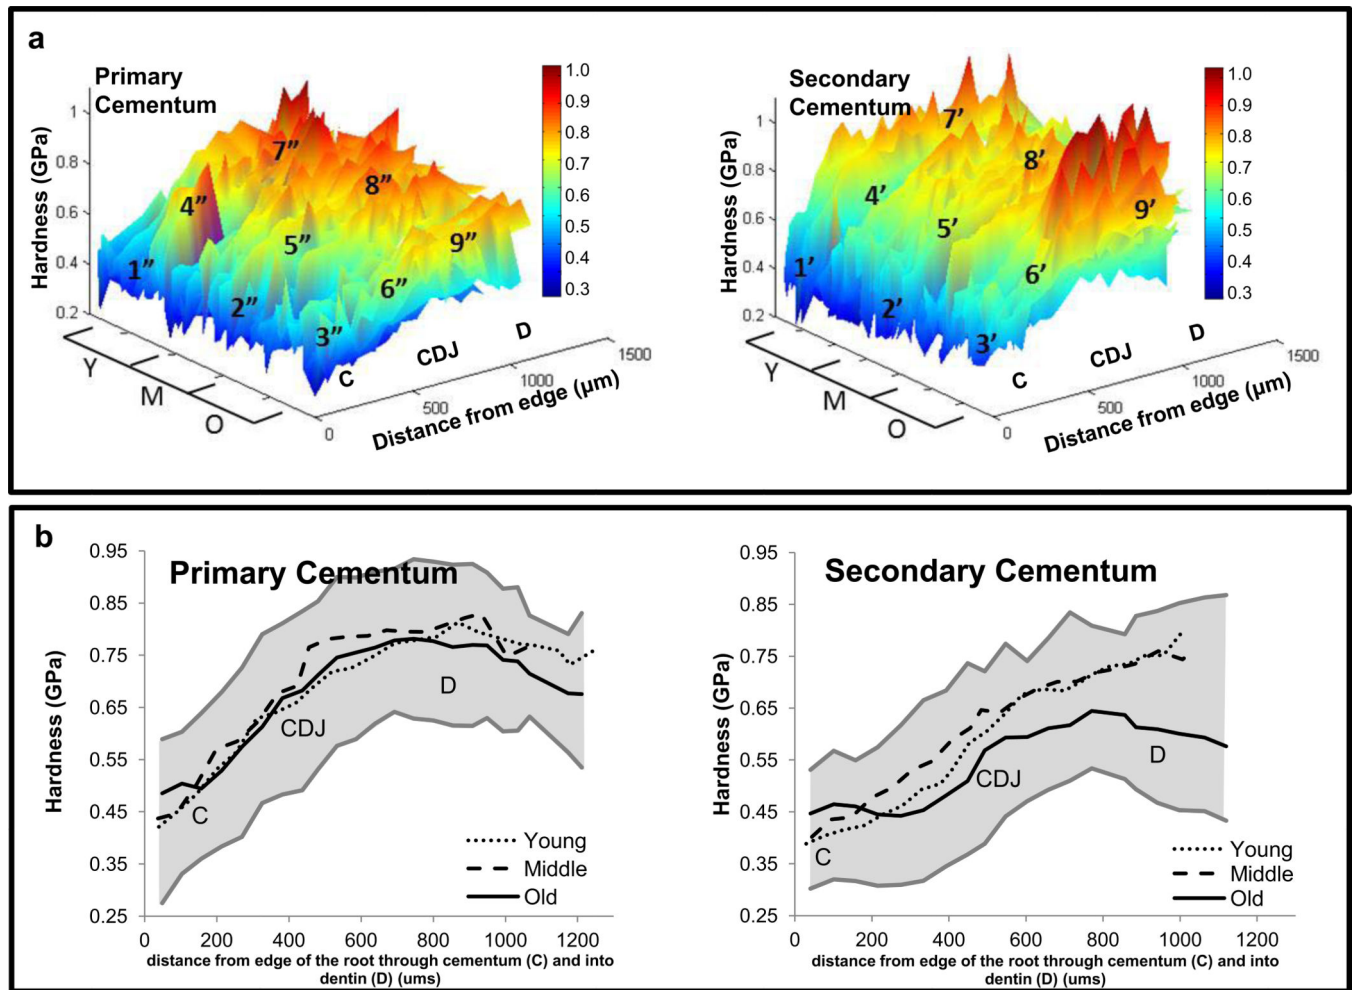 a
Primary
Cementum
1.0
0.9
0.8
0.7
0.6
0.5
0.4
0.3
Hardness (GPa)
1
0.8
0.6
0.4
0.2
7”
8”
4”
5”
9”
1”
2”
6”
3”
Y
M
O
C
CDJ
D
0
500
1000
1500
Distance from edge (µm)
Secondary
Cementum
1.0
0.9
0.8
0.7
0.6
0.5
0.4
0.3
Hardness (GPa)
1
0.8
0.6
0.4
0.2
7’
8’
4’
5’
9’
1’
2’
6’
3’
Y
M
O
C
CDJ
D
0
500
1000
1500
Distance from edge (µm)
b
Primary Cementum
Hardness (GPa)
0.95
0.85
0.75
0.65
0.55
0.45
0.35
0.25
C
CDJ
D
Young
Middle
Old
0 200 400 600 800 1000 1200
distance from edge of the root through cementum (C) and into
dentin (D) (ums)
Secondary Cementum
Hardness (GPa)
0.95
0.85
0.75
0.65
0.55
0.45
0.35
0.25
C
CDJ
D
Young
Middle
Old
0 200 400 600 800 1000 1200
distance from edge of the root through cementum (C) and into
dentin (D) (ums)